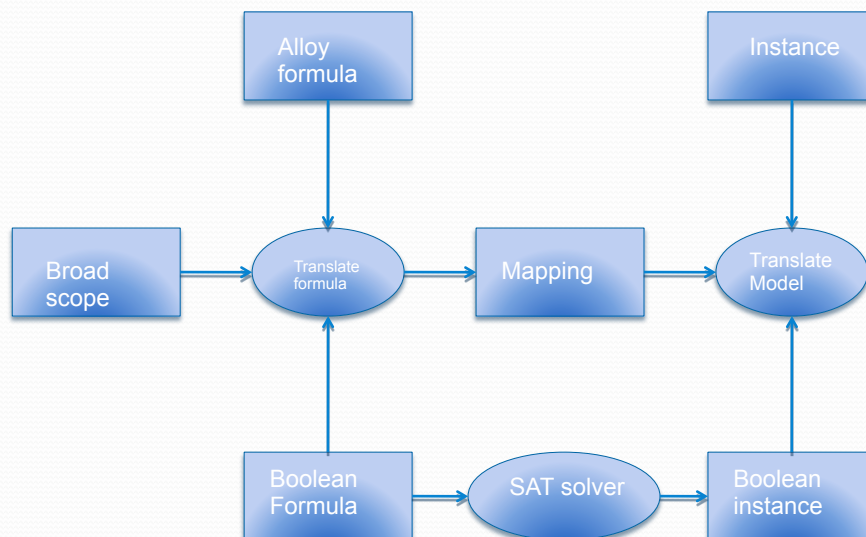 Alloy
formula
Instance
Broad
scope
Translate
formula
Mapping
Translate
Model
Boolean
Formula
SAT solver
Boolean
instance